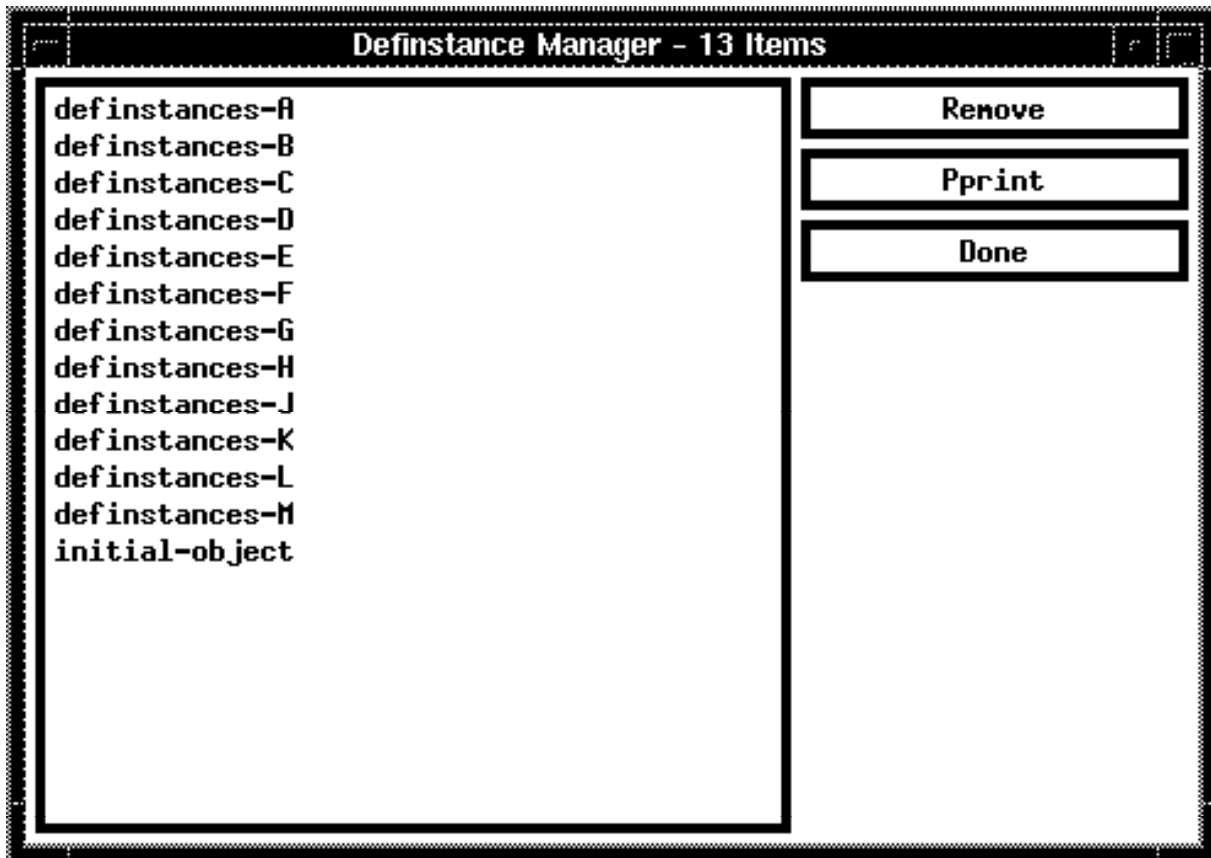 Definstance Manager - 13 Items
definstances-A
definstances-B
definstances-C
definstances-D
definstances-E
definstances-F
definstances-G
definstances-H
definstances-J
definstances-K
definstances-L
definstances-M
initial-object
Remove
Pprint
Done